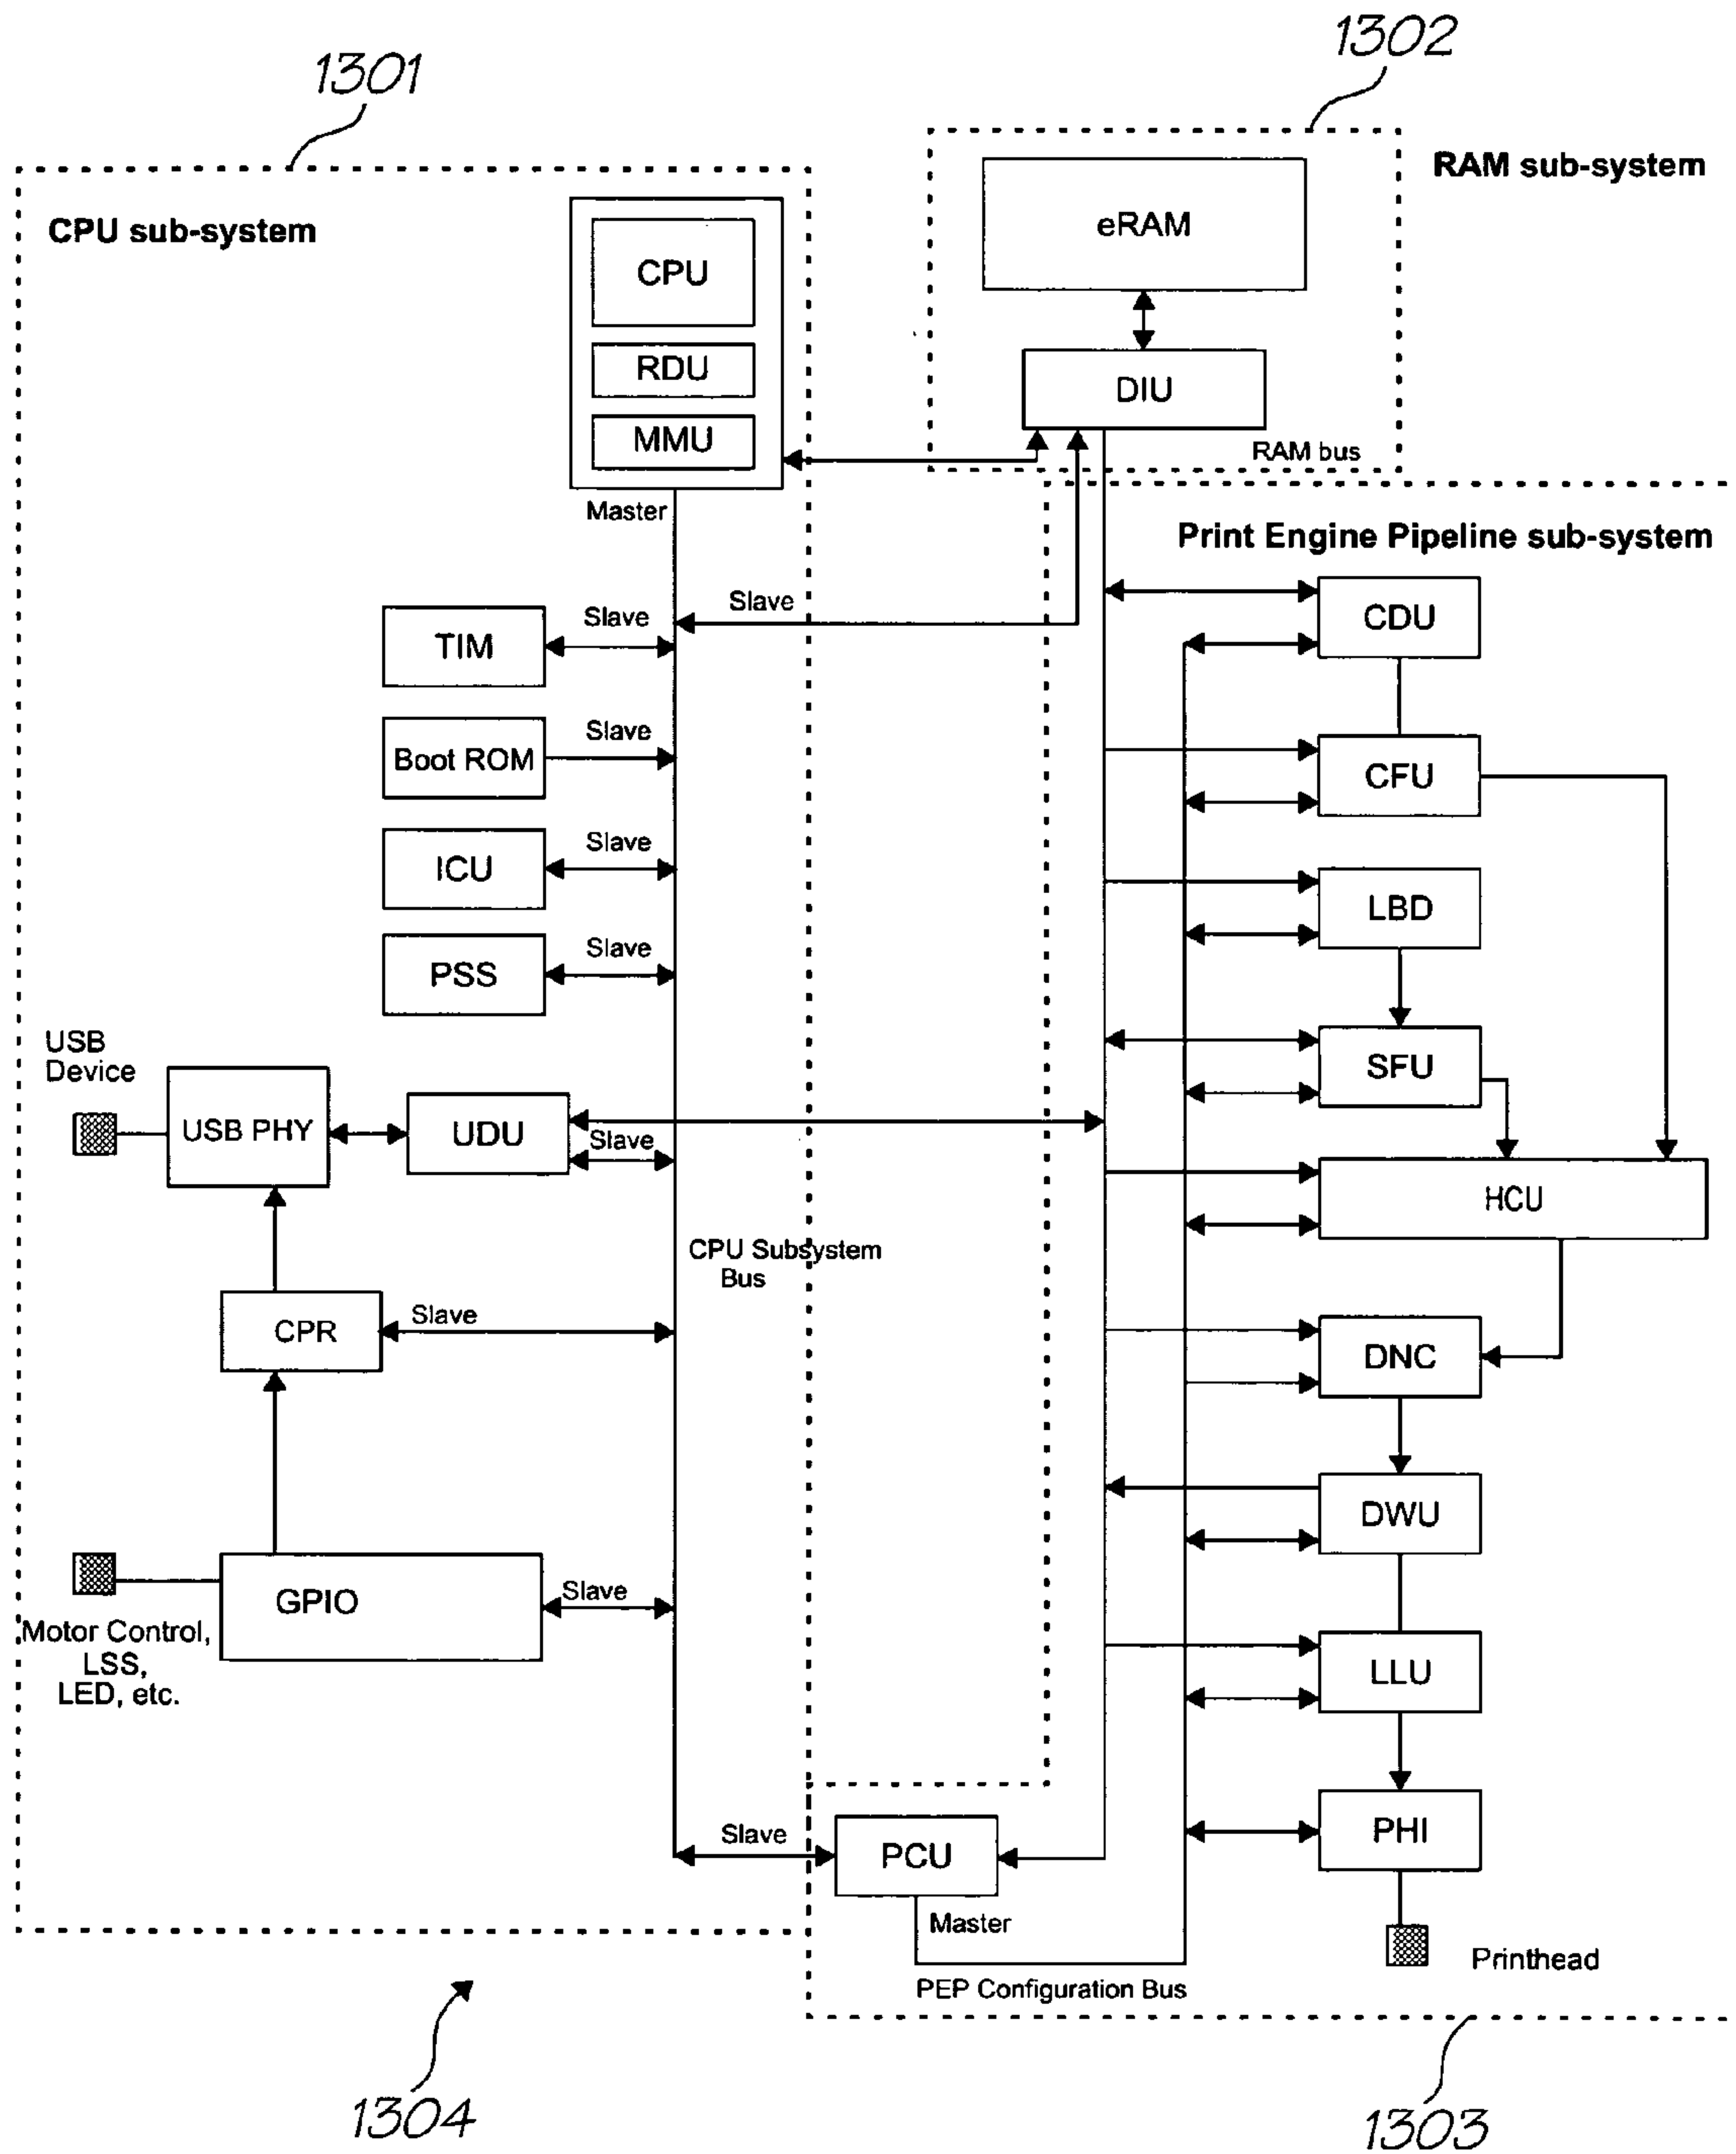 1301
1302
RAM sub-system
CPU sub-system
CPU
RDU
MMU
Master
eRAM
DIU
RAM bus
Print Engine Pipeline sub-system
Slave
TIM
Slave
Boot ROM
Slave
ICU
Slave
PSS
Slave
USB
Device
USB PHY
UDU
Slave
CPU Subsystem
Bus
CPR
Slave
GPIO
Slave
Motor Control,
LSS,
LED, etc.
CDU
CFU
LBD
SFU
HCU
DNC
DWU
LLU
PHI
Slave
PCU
Master
Printhead
PEP Configuration Bus
1304
1303